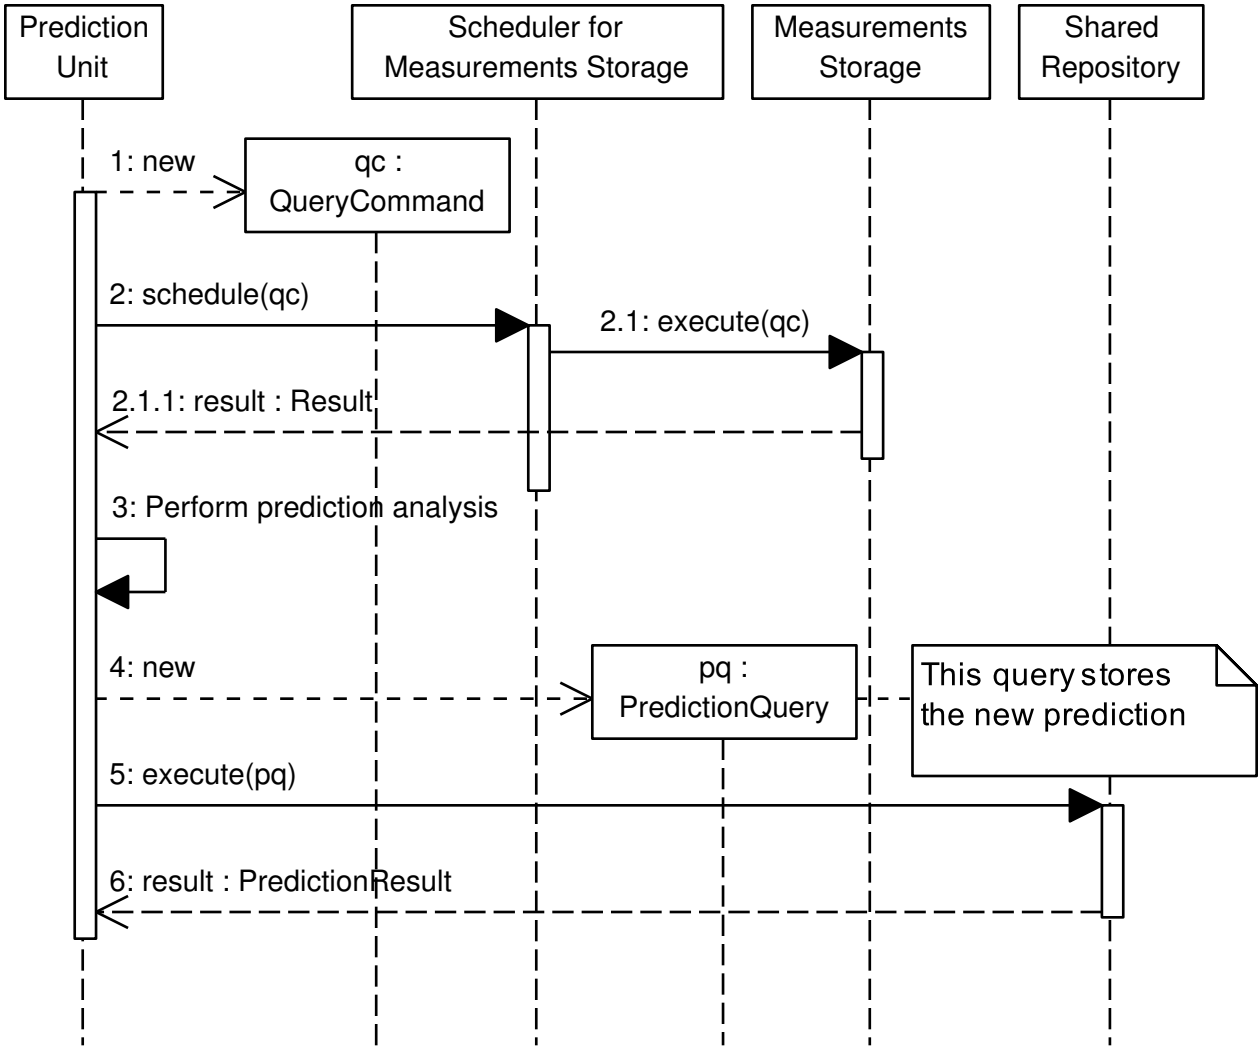 Prediction
Unit
Scheduler for
Measurements Storage
Measurements
Storage
Shared
Repository
1: new
qc :
QueryCommand
2: schedule(qc)
2.1: execute(qc)
2.1.1: result : Result
3: Perform prediction analysis
4: new
pq :
PredictionQuery
This query stores
the new prediction
5: execute(pq)
6: result : PredictionResult